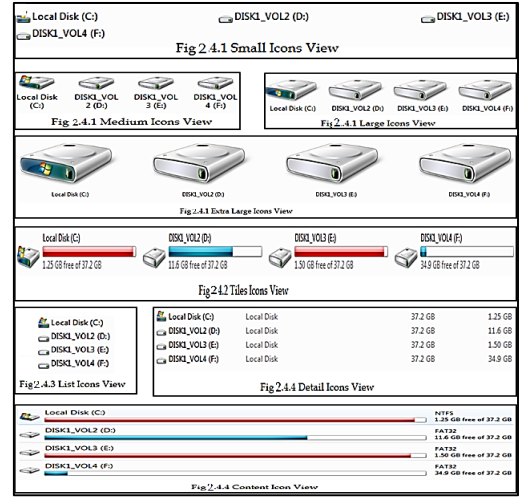 Local Disk (C:) DISK1_VOL2 (D:) DISK1_VOL3 (E:)
DISK1_VOL4 (F:)
Fig 2.4.1 Small Icons View
Local Disk (C:) DISK1_VOL 2 (D:) DISK1_VOL 3 (E:) DISK1_VOL 4 (F:)
Fig 2.4.1 Medium Icons View
Local Disk (C:) DISK1_VOL2 (D:) DISK1_VOL3 (E:) DISK1_VOL4 (F:)
Fig 2.4.1 Large Icons View
Local Disk (C:) DISK1_VOL2 (D:) DISK1_VOL3 (E:) DISK1_VOL4 (F:)
Fig 2.4.1 Extra Large Icons View
Local Disk (C:) DISK1_VOL2 (D:) DISK1_VOL3 (E:) DISK1_VOL4 (F:)
1.25 GB free of 37.2 GB 11.6 GB free of 37.2 GB 1.50 GB free of 37.2 GB 34.9 GB free of 37.2 GB
Fig 2.4.2 Tiles Icons View
Local Disk (C:)
DISK1_VOL2 (D:)
DISK1_VOL3 (E:)
DISK1_VOL4 (F:)
Fig 2.4.3 List Icons View
Local Disk (C:) Local Disk 37.2 GB 1.25 GB
DISK1_VOL2 (D:) Local Disk 37.2 GB 11.6 GB
DISK1_VOL3 (E:) Local Disk 37.2 GB 1.50 GB
DISK1_VOL4 (F:) Local Disk 37.2 GB 34.9 GB
Fig 2.4.4 Detail Icons View
Local Disk (C:) NTFS
1.25 GB free of 37.2 GB
DISK1_VOL2 (D:) FAT32
11.6 GB free of 37.2 GB
DISK1_VOL3 (E:) FAT32
1.50 GB free of 37.2 GB
DISK1_VOL4 (F:) FAT32
34.9 GB free of 37.2 GB
Fig 2.4.4 Content Icon View